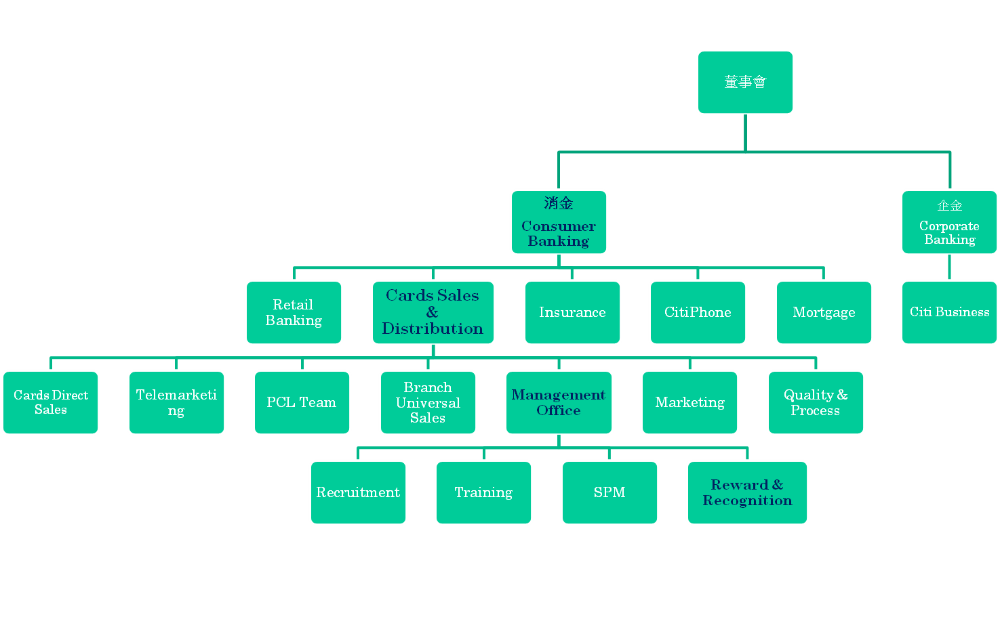 董事會
消金
Consumer
Banking
企金
Corporate
Banking
Retail
Banking
Cards Sales
&
Distribution
Insurance
CitiPhone
Mortgage
Citi Business
Cards Direct
Sales
Telemarketi
ng
PCL Team
Branch
Universal
Sales
Management
Office
Marketing
Quality &
Process
Recruitment
Training
SPM
Reward &
Recognition